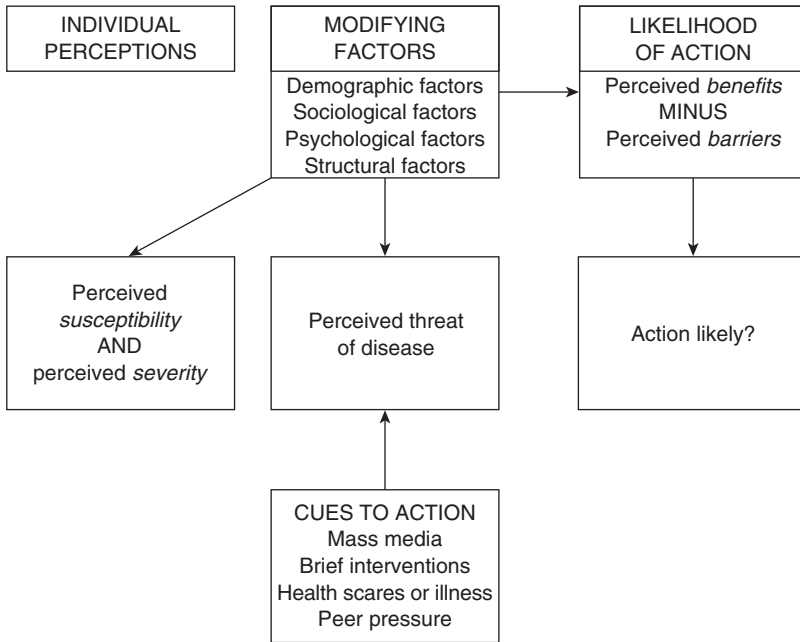 INDIVIDUAL
PERCEPTIONS
MODIFYING
FACTORS
Demographic factors
Sociological factors
Psychological factors
Structural factors
LIKELIHOOD
OF ACTION
Perceived benefits
MINUS
Perceived barriers
Perceived
susceptibility
AND
perceived severity
Perceived threat
of disease
Action likely?
CUES TO ACTION
Mass media
Brief interventions
Health scares or illness
Peer pressure